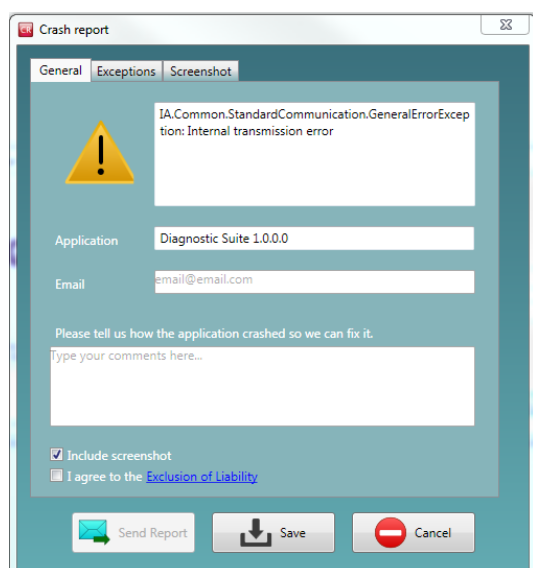 CR Crash report
General Exceptions Screenshot
IA.Common.StandardCommunication.GeneralErrorExcep
tion: Internal transmission error
Application Diagnostic Suite 1.0.0.0
Email email@email.com
Please tell us how the application crashed so we can fix it.
Type your comments here...
Include screenshot
I agree to the Exclusion of Liability
Send Report Save Cancel